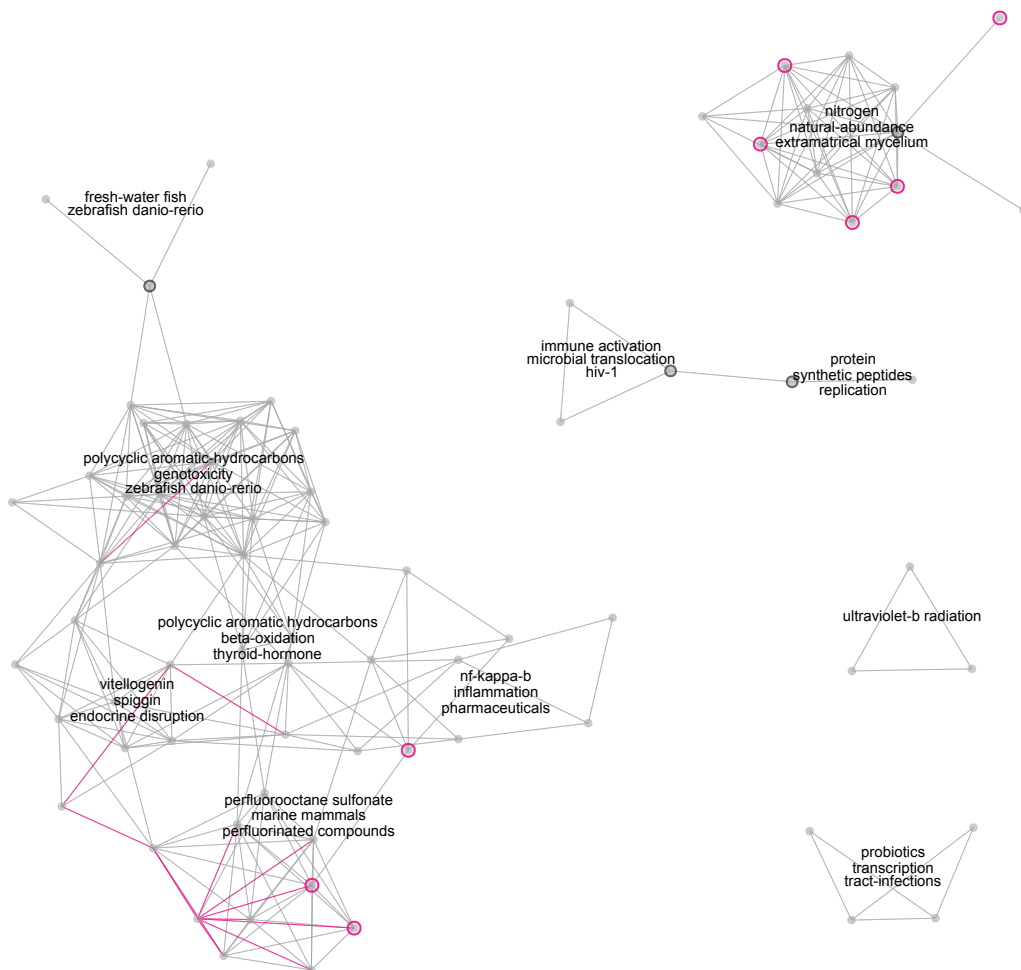 nitrogen
natural-abundance
extramatrical mycelium
fresh-water fish
zebrafish danio-rerio
immune activation
microbial translocation
hiv-1
protein
synthetic peptides
replication
polycyclic aromatic-hydrocarbons
genotoxicity
zebrafish danio-rerio
polycyclic aromatic hydrocarbons
beta-oxidation
thyroid-hormone
ultraviolet-b radiation
nf-kappa-b
inflammation
pharmaceuticals
vitellogenin
spiggin
endocrine disruption
perfluorooctane sulfonate
marine mammals
perfluorinated compounds
probiotics
transcription
tract-infections